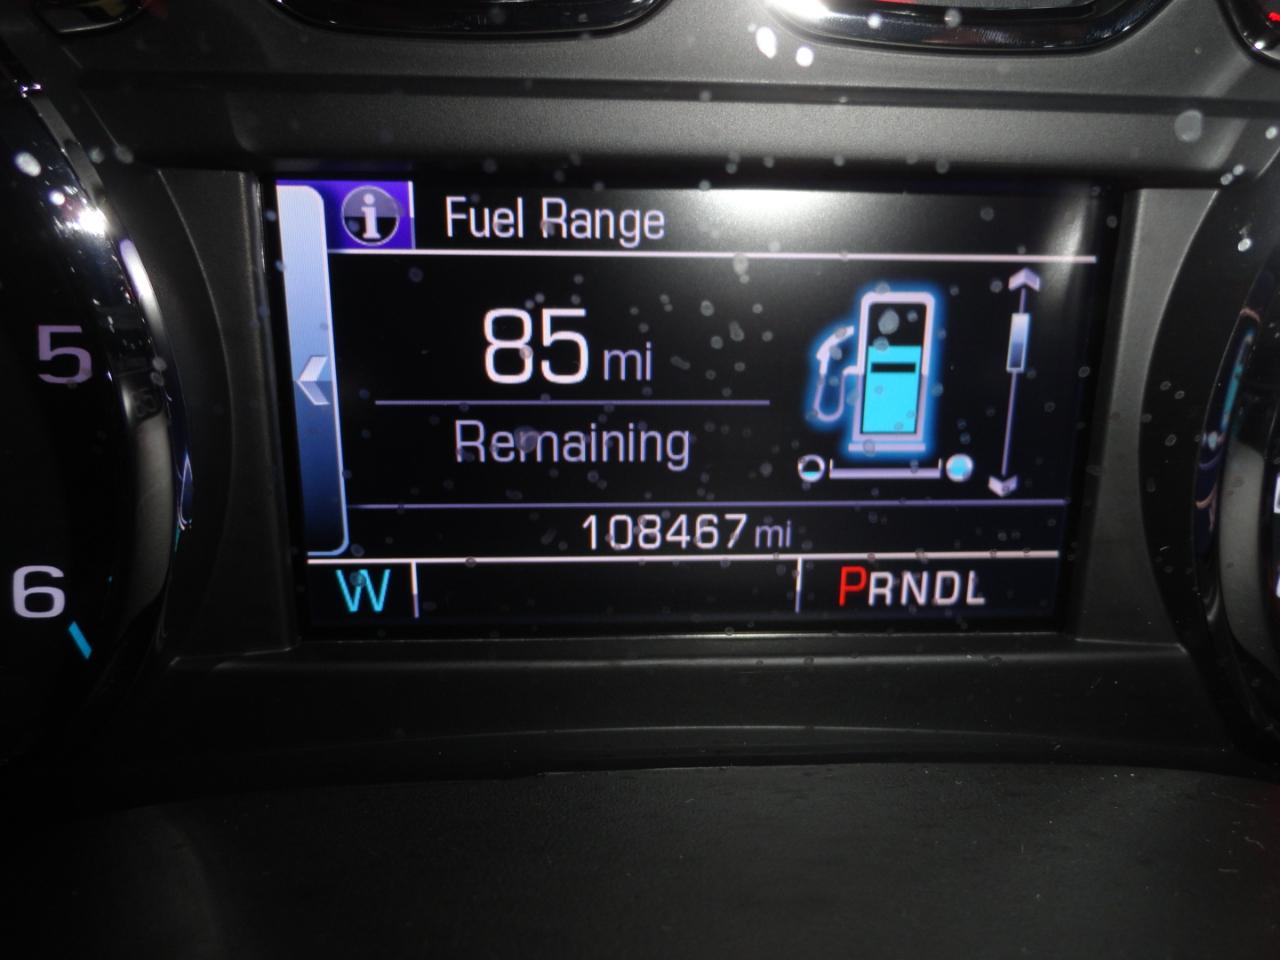 i Fuel Range
85 mi
Remaining
108467 mi
W PRNDL
5
6